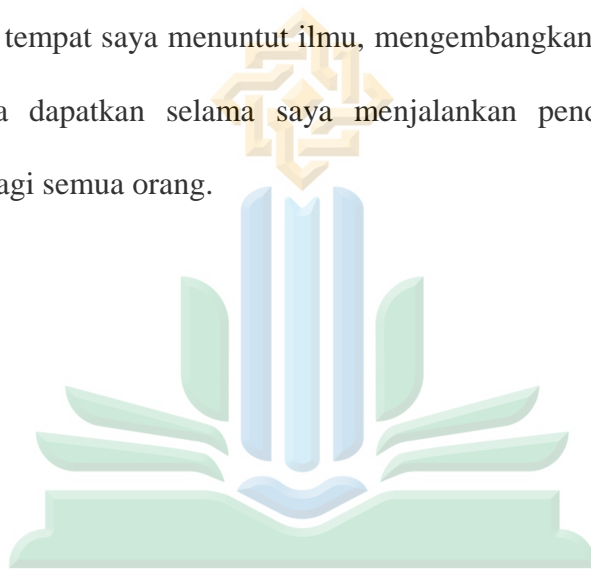 tempat saya menuntut ilmu, mengembangkan
dapatkan selama saya menjalankan
semua orang.